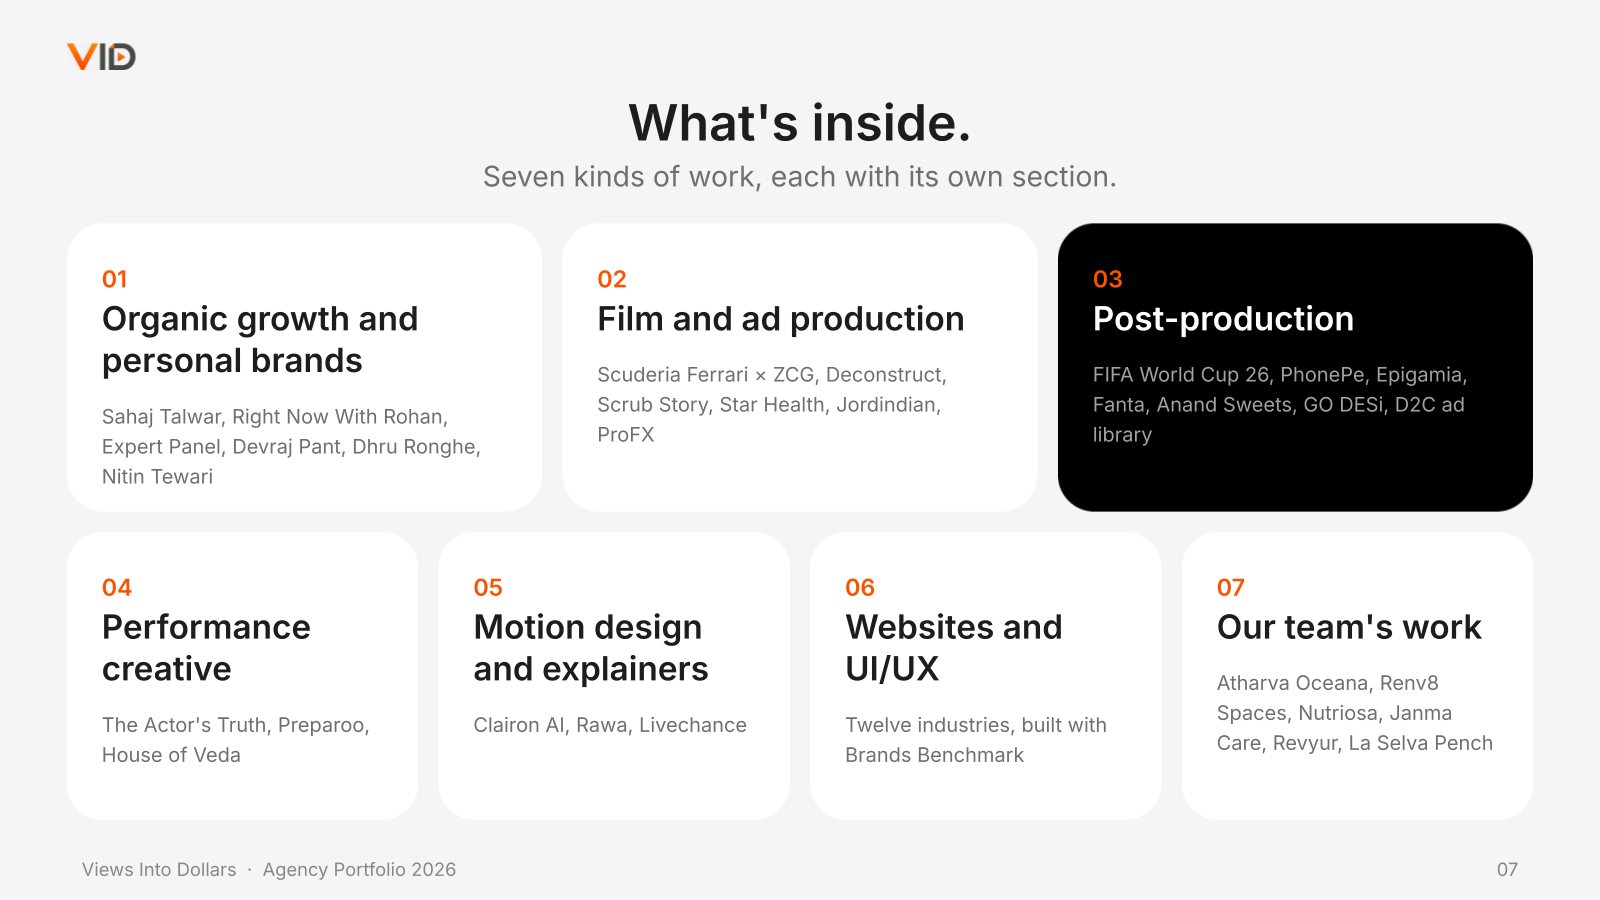 VID
What's inside.
Seven kinds of work, each with its own section.
01
Organic growth and
personal brands
Sahaj Talwar, Right Now With Rohan,
Expert Panel, Devraj Pant, Dhru Ronghe,
Nitin Tewari
02
Film and ad production
Scuderia Ferrari × ZCG, Deconstruct,
Scrub Story, Star Health, Jordindian,
ProFX
03
Post-production
FIFA World Cup 26, PhonePe, Epigamia,
Fanta, Anand Sweets, GO DESi, D2C ad
library
04
Performance
creative
The Actor's Truth, Preparoo,
House of Veda
05
Motion design
and explainers
Clairon AI, Rawa, Livechance
06
Websites and
UI/UX
Twelve industries, built with
Brands Benchmark
07
Our team's work
Atharva Oceana, Renv8
Spaces, Nutriosa, Janma
Care, Revyur, La Selva Pench
Views Into Dollars · Agency Portfolio 2026
07